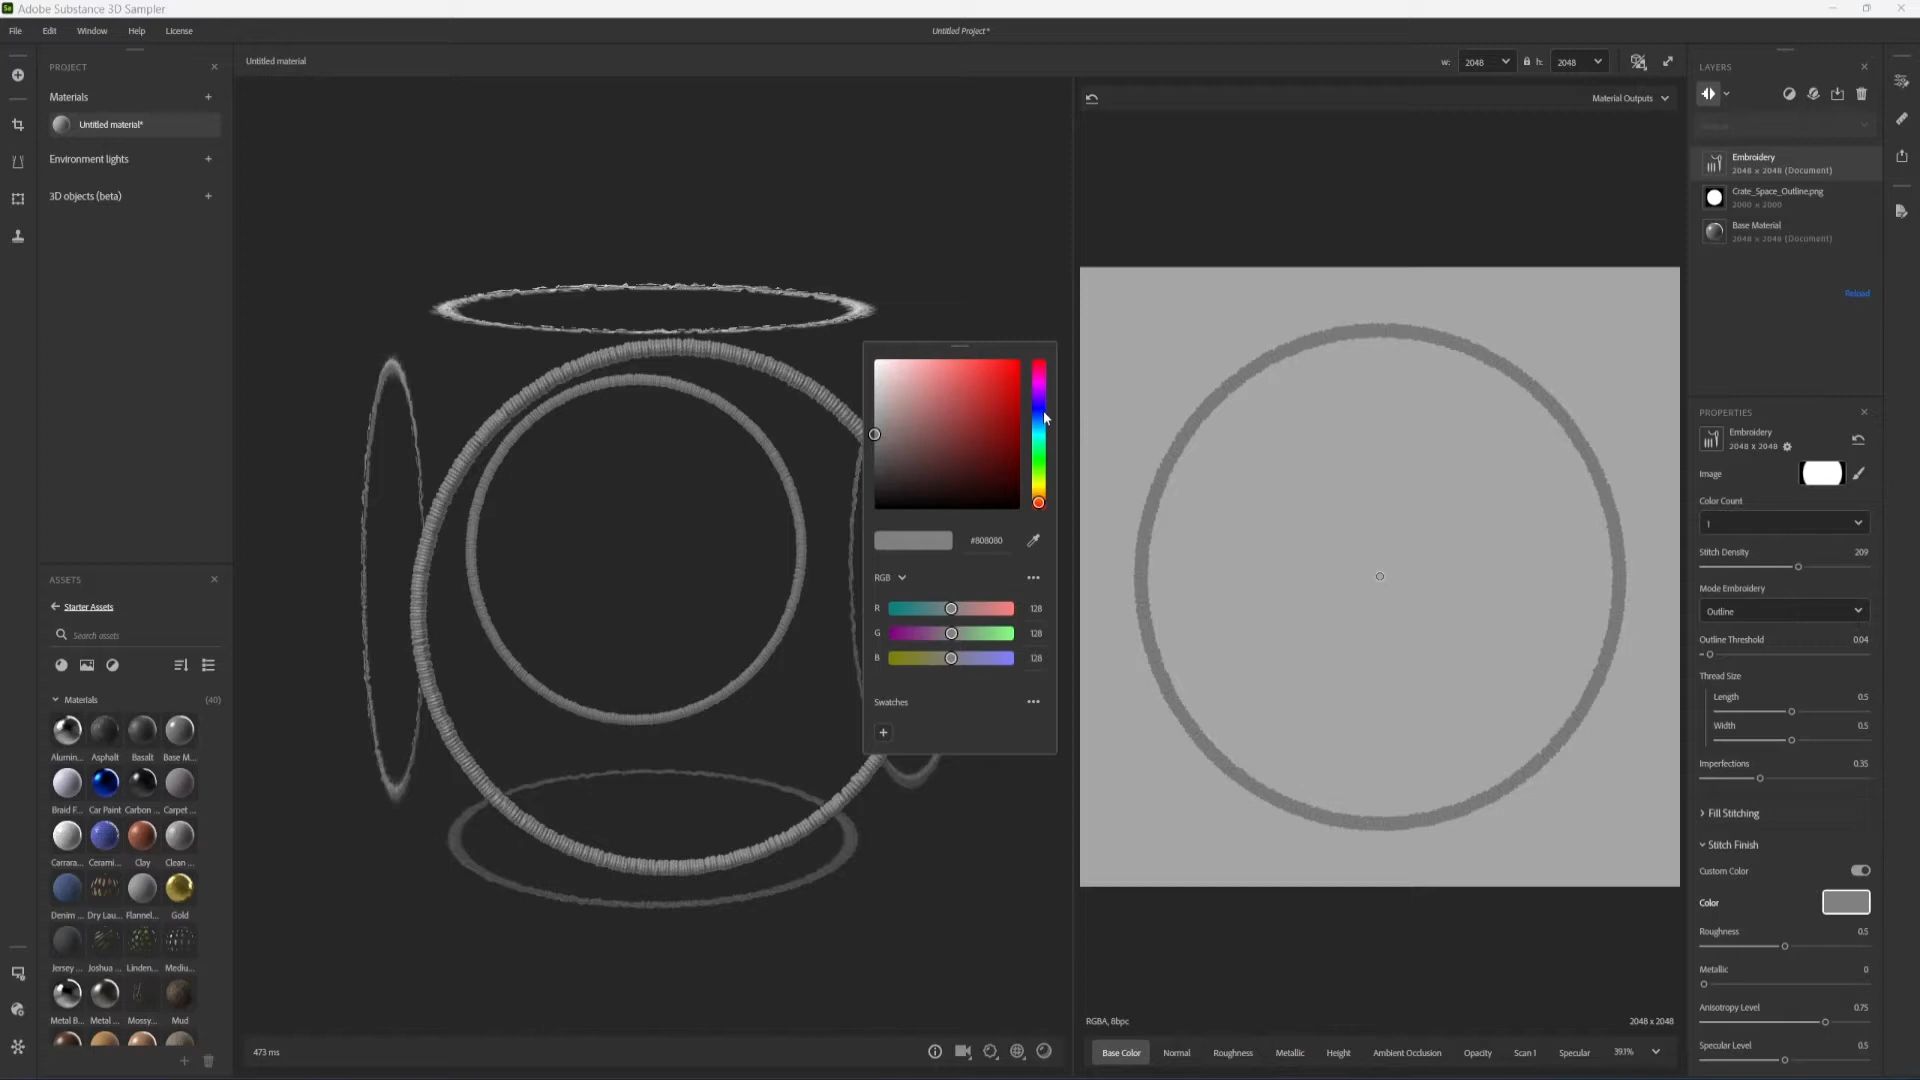 Adobe Substance 3D Sampler
File Edit Window Help License
Untitled Project*
PROJECT
Materials
Untitled material*
Environment lights
3D objects (beta)
Untitled material
w: 2048 h: 2048
Material Outputs
LAYERS
Embroidery
2048 x 2048 (Document)
Crate_Space_Outline.png
2000 x 2000
Base Material
2048 x 2048 (Document)
Reload
#808080
RGB
R 128
G 128
B 128
Swatches
PROPERTIES
Embroidery
2048 x 2048
Image
Color Count
1
Stitch Density 209
Mode Embroidery
Outline
Outline Threshold 0.04
Thread Size
Length 0.5
Width 0.5
Imperfections 0.35
Fill Stitching
Stitch Finish
Custom Color
Color
Roughness 0.5
Metallic 0
Anisotropy Level 0.75
Specular Level 0.5
ASSETS
Starter Assets
Search assets
Materials (40)
Alumin... Asphalt Basalt Base M...
Braid F... Car Paint Carbon ... Carpet ...
Carrara... Cerami... Clay Clean ...
Denim ... Dry Lau... Flannel... Gold
Jersey ... Joshua ... Linden... Mediu...
Metal B... Metal ... Mossy... Mud
473 ms
RGBA, 8bpc
2048 x 2048
Base Color Normal Roughness Metallic Height Ambient Occlusion Opacity Scan 1 Specular 39.1%